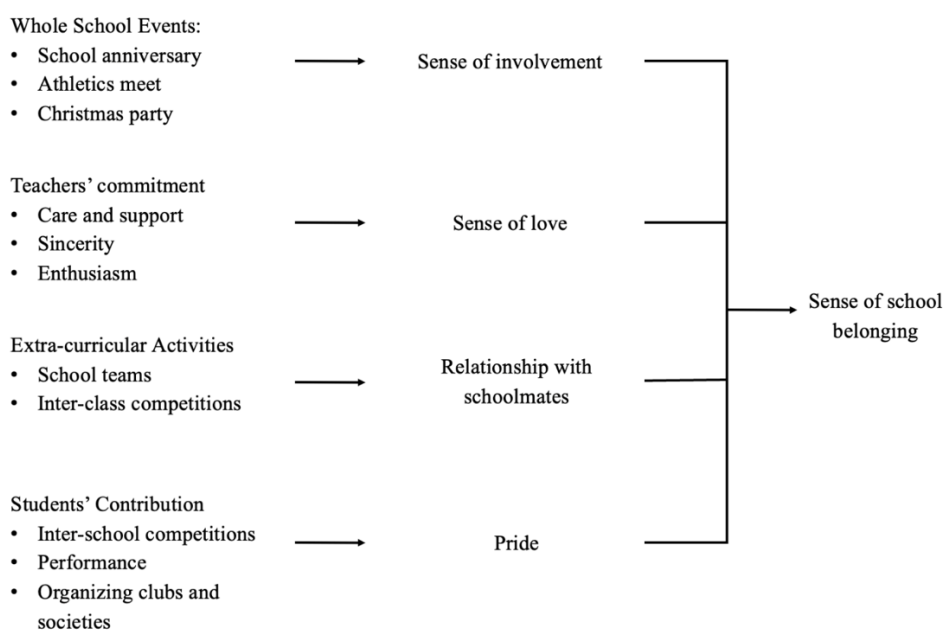 Whole School Events:
• School anniversary
• Athletics meet
• Christmas party
Sense of involvement
Teachers’ commitment
• Care and support
• Sincerity
• Enthusiasm
Sense of love
Extra-curricular Activities
• School teams
• Inter-class competitions
Relationship with
schoolmates
Students’ Contribution
• Inter-school competitions
• Performance
• Organizing clubs and
societies
Pride
Sense of school
belonging